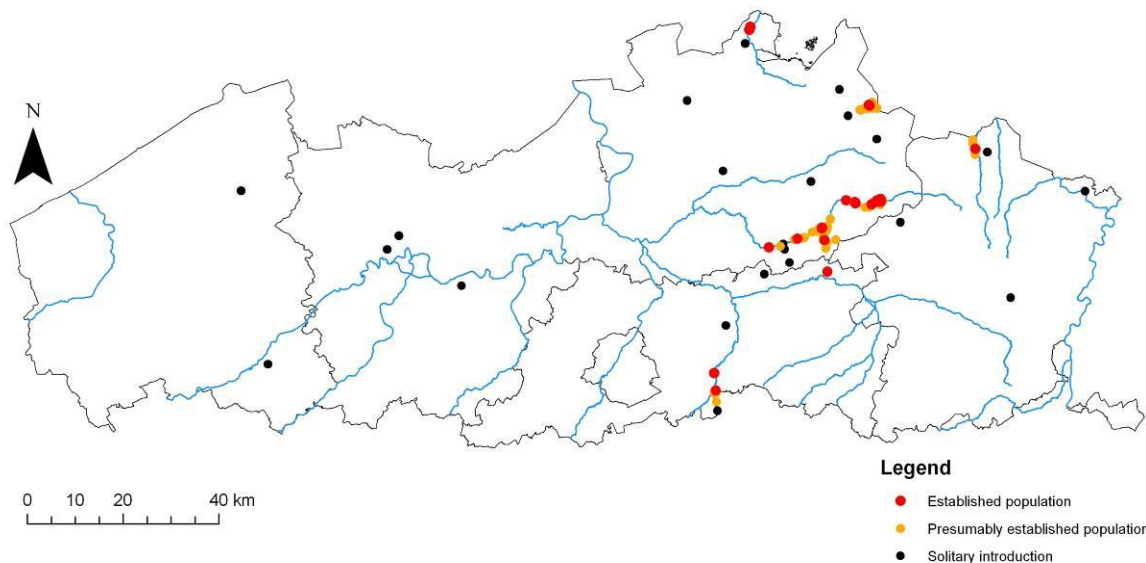 N
0 10 20 40 km
Legend
Established population
Presumably established population
Solitary introduction